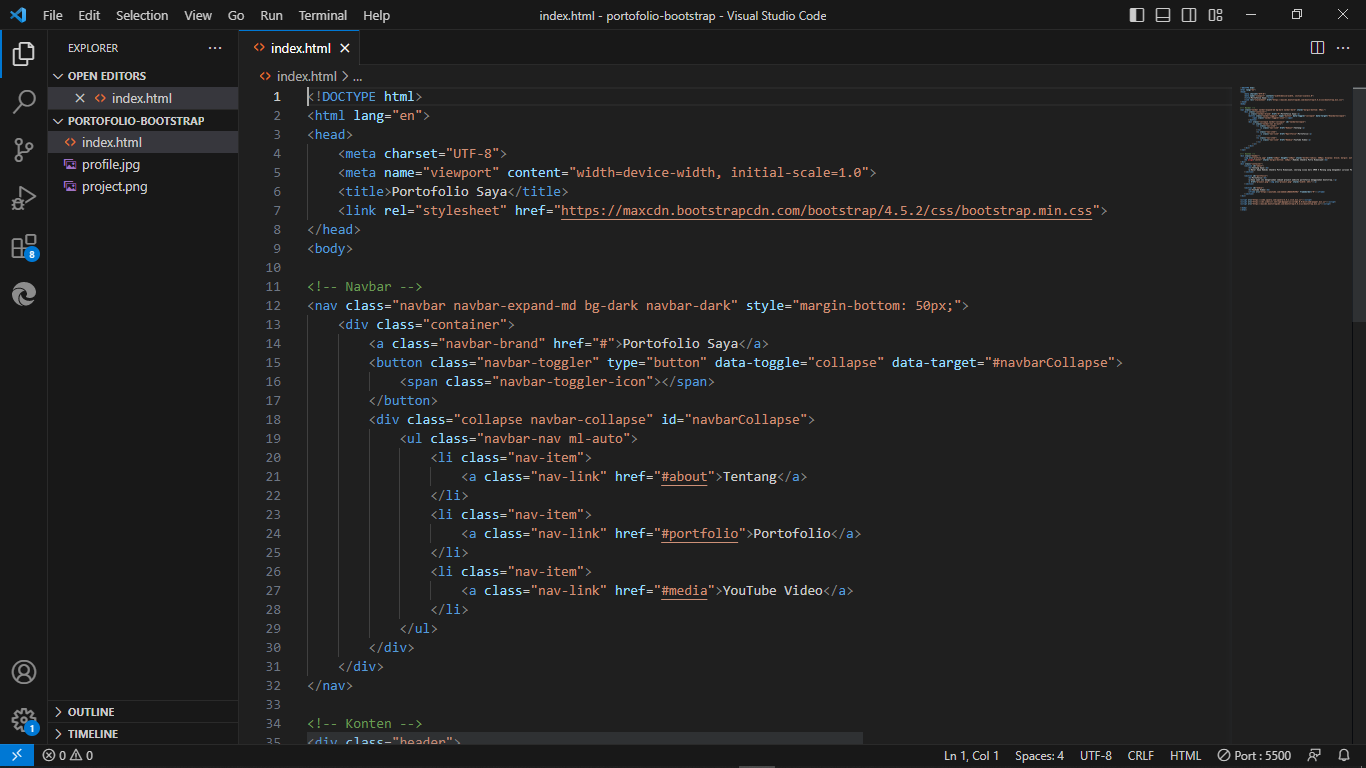 File Edit Selection View Go Run Terminal Help index.html - portofolio-bootstrap - Visual Studio Code
EXPLORER
OPEN EDITORS
index.html
PORTOFOLIO-BOOTSTRAP
index.html
profile.jpg
project.png
OUTLINE
TIMELINE
8
1
index.html
index.html > ...
1 <!DOCTYPE html>
2 <html lang="en">
3 <head>
4 <meta charset="UTF-8">
5 <meta name="viewport" content="width=device-width, initial-scale=1.0">
6 <title>Portofolio Saya</title>
7 <link rel="stylesheet" href="https://maxcdn.bootstrapcdn.com/bootstrap/4.5.2/css/bootstrap.min.css">
8 </head>
9 <body>
10
11 <!-- Navbar -->
12 <nav class="navbar navbar-expand-md bg-dark navbar-dark" style="margin-bottom: 50px;">
13 <div class="container">
14 <a class="navbar-brand" href="#">Portofolio Saya</a>
15 <button class="navbar-toggler" type="button" data-toggle="collapse" data-target="#navbarCollapse">
16 <span class="navbar-toggler-icon"></span>
17 </button>
18 <div class="collapse navbar-collapse" id="navbarCollapse">
19 <ul class="navbar-nav ml-auto">
20 <li class="nav-item">
21 <a class="nav-link" href="#about">Tentang</a>
22 </li>
23 <li class="nav-item">
24 <a class="nav-link" href="#portfolio">Portofolio</a>
25 </li>
26 <li class="nav-item">
27 <a class="nav-link" href="#media">YouTube Video</a>
28 </li>
29 </ul>
30 </div>
31 </div>
32 </nav>
33
34 <!-- Konten -->
35 <div class="header">
0 0 Ln 1, Col 1 Spaces: 4 UTF-8 CRLF HTML Port : 5500